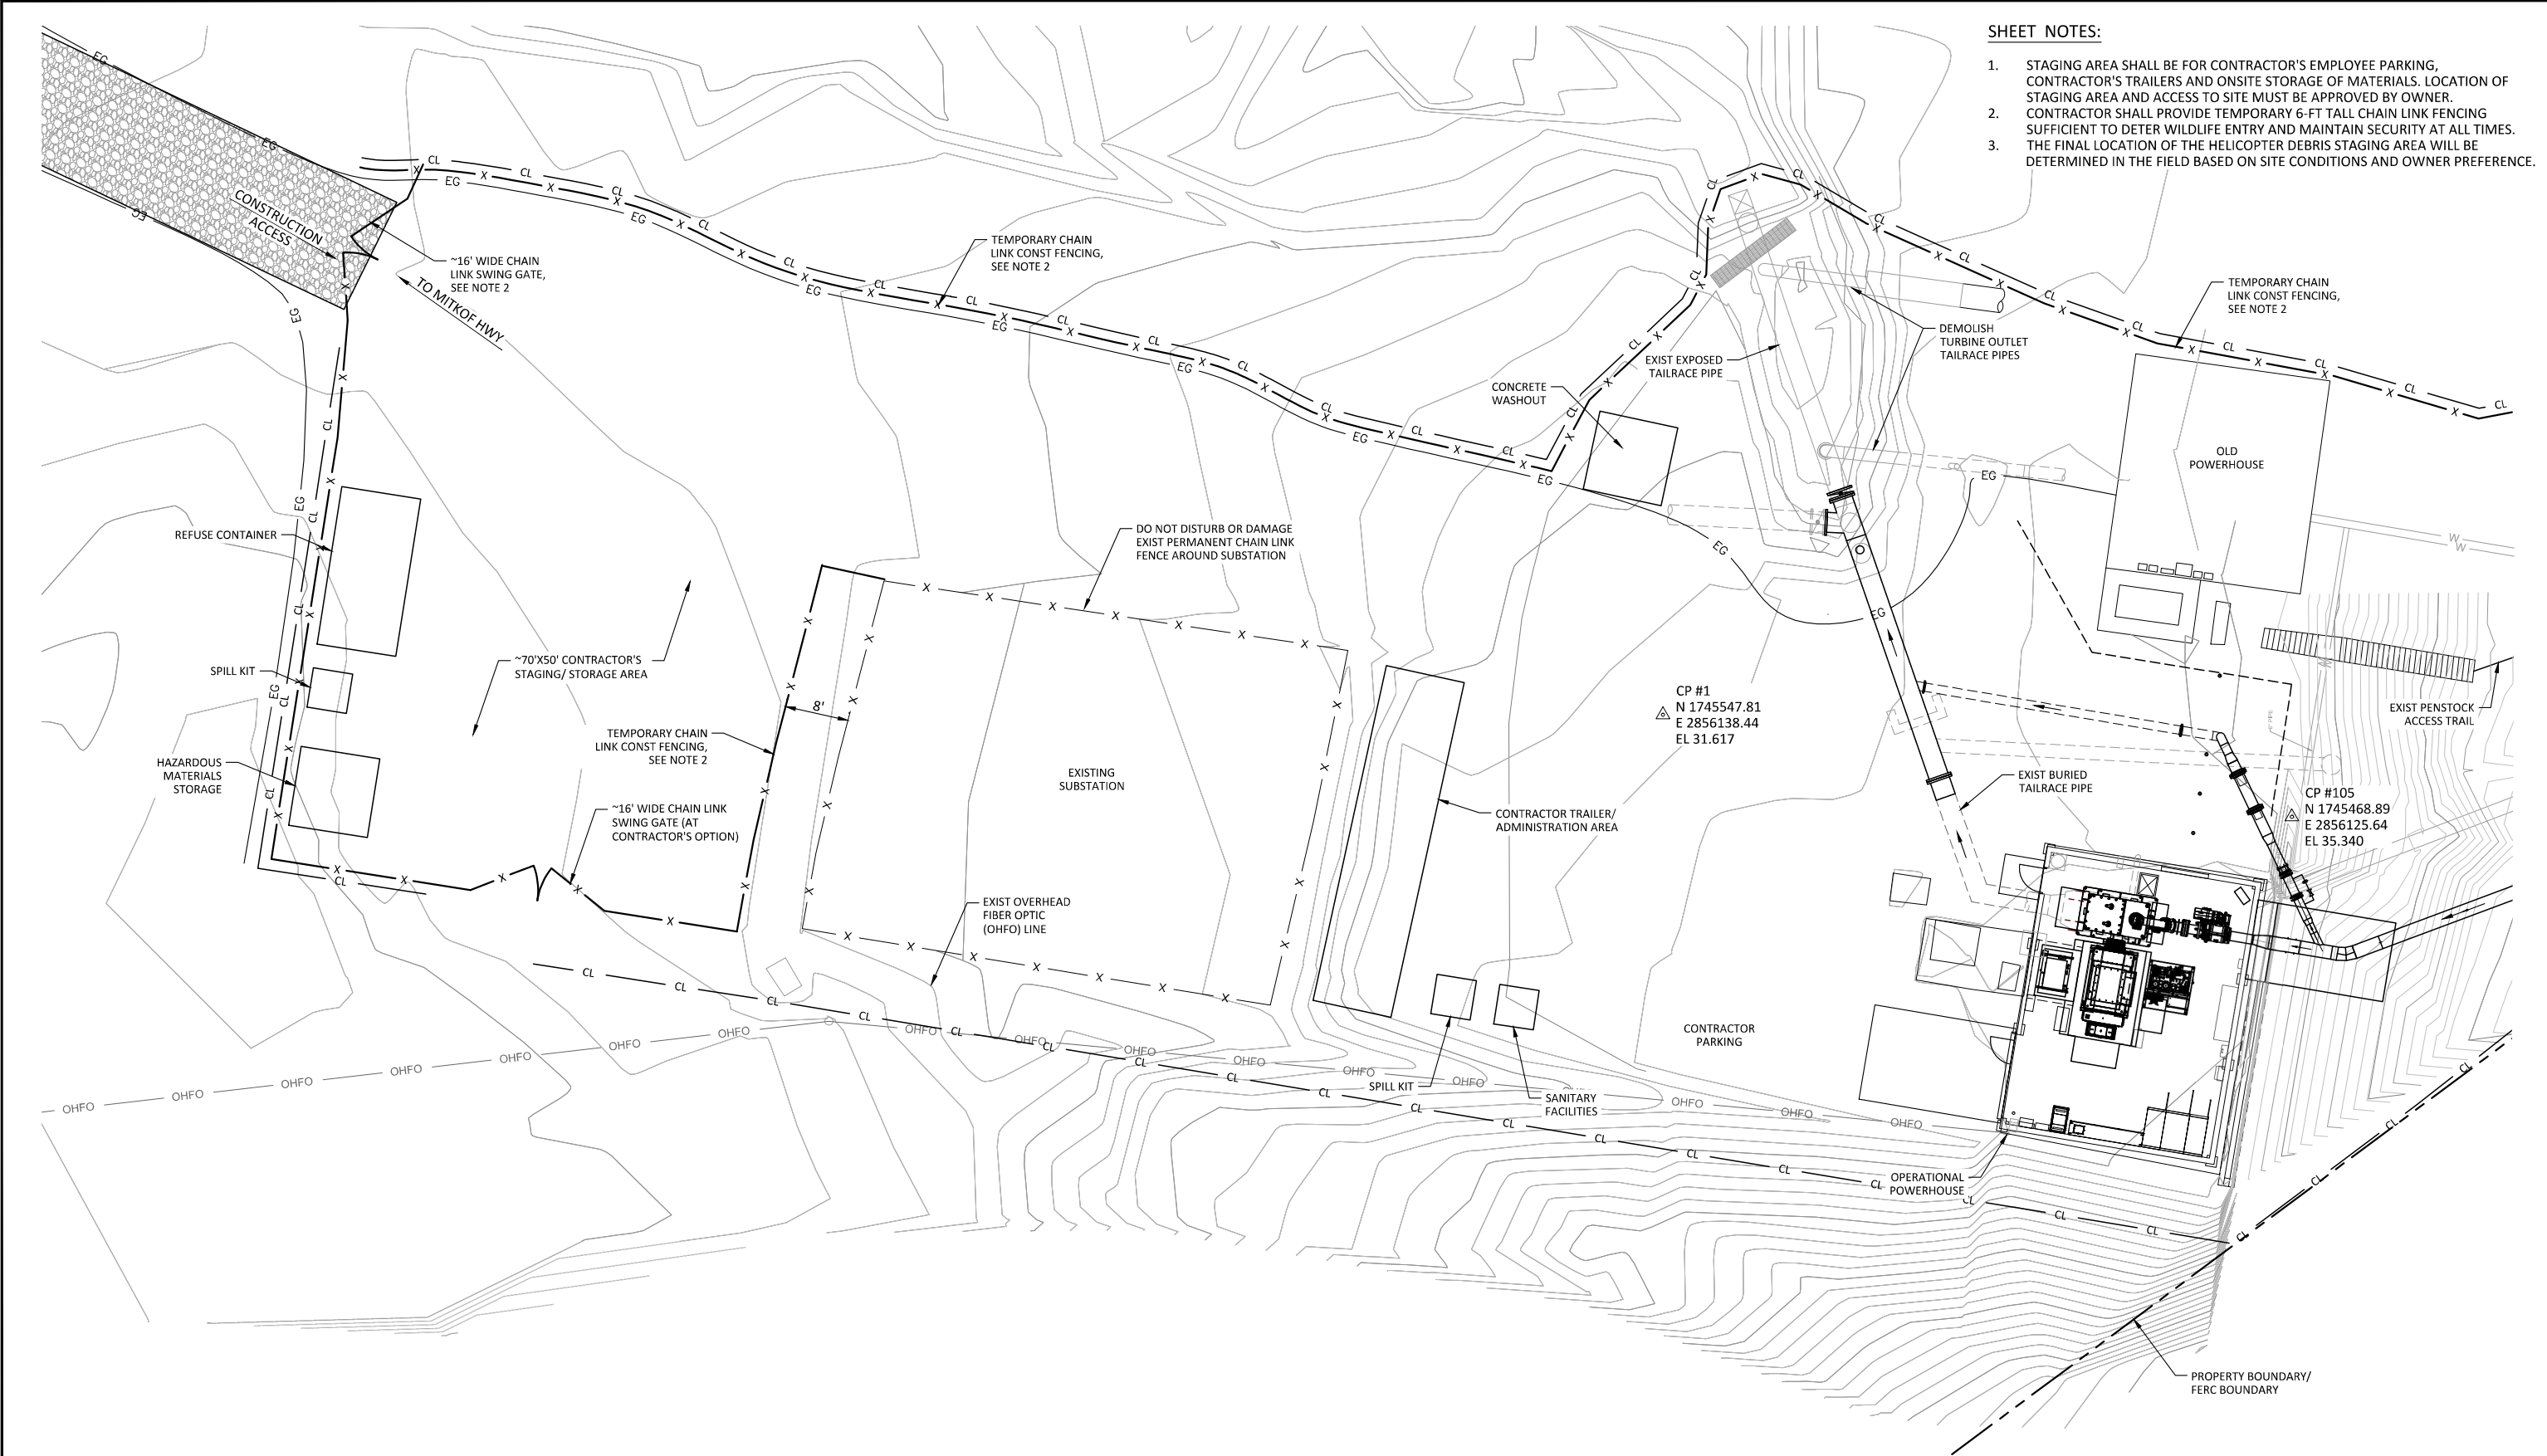 SHEET NOTES:
1. STAGING AREA SHALL BE FOR CONTRACTOR'S EMPLOYEE PARKING,
CONTRACTOR'S TRAILERS AND ONSITE STORAGE OF MATERIALS. LOCATION OF
STAGING AREA AND ACCESS TO SITE MUST BE APPROVED BY OWNER.
2. CONTRACTOR SHALL PROVIDE TEMPORARY 6-FT TALL CHAIN LINK FENCING
SUFFICIENT TO DETER WILDLIFE ENTRY AND MAINTAIN SECURITY AT ALL TIMES.
3. THE FINAL LOCATION OF THE HELICOPTER DEBRIS STAGING AREA WILL BE
DETERMINED IN THE FIELD BASED ON SITE CONDITIONS AND OWNER PREFERENCE.
CONSTRUCTION
ACCESS
~16' WIDE CHAIN
LINK SWING GATE,
SEE NOTE 2
TO MITKOF HWY
TEMPORARY CHAIN
LINK CONST FENCING,
SEE NOTE 2
TEMPORARY CHAIN
LINK CONST FENCING,
SEE NOTE 2
DEMOLISH
TURBINE OUTLET
TAILRACE PIPES
EXIST EXPOSED
TAILRACE PIPE
CONCRETE
WASHOUT
OLD
POWERHOUSE
REFUSE CONTAINER
DO NOT DISTURB OR DAMAGE
EXIST PERMANENT CHAIN LINK
FENCE AROUND SUBSTATION
SPILL KIT
~70'X50' CONTRACTOR'S
STAGING/ STORAGE AREA
8'
CP #1
N 1745547.81
E 2856138.44
EL 31.617
EXIST PENSTOCK
ACCESS TRAIL
TEMPORARY CHAIN
LINK CONST FENCING,
SEE NOTE 2
HAZARDOUS
MATERIALS
STORAGE
EXISTING
SUBSTATION
EXIST BURIED
TAILRACE PIPE
CP #105
N 1745468.89
E 2856125.64
EL 35.340
~16' WIDE CHAIN LINK
SWING GATE (AT
CONTRACTOR'S OPTION)
CONTRACTOR TRAILER/
ADMINISTRATION AREA
EXIST OVERHEAD
FIBER OPTIC
(OHFO) LINE
CONTRACTOR
PARKING
SPILL KIT
SANITARY
FACILITIES
OPERATIONAL
POWERHOUSE
PROPERTY BOUNDARY/
FERC BOUNDARY
EG
CL
X
OHFO
W